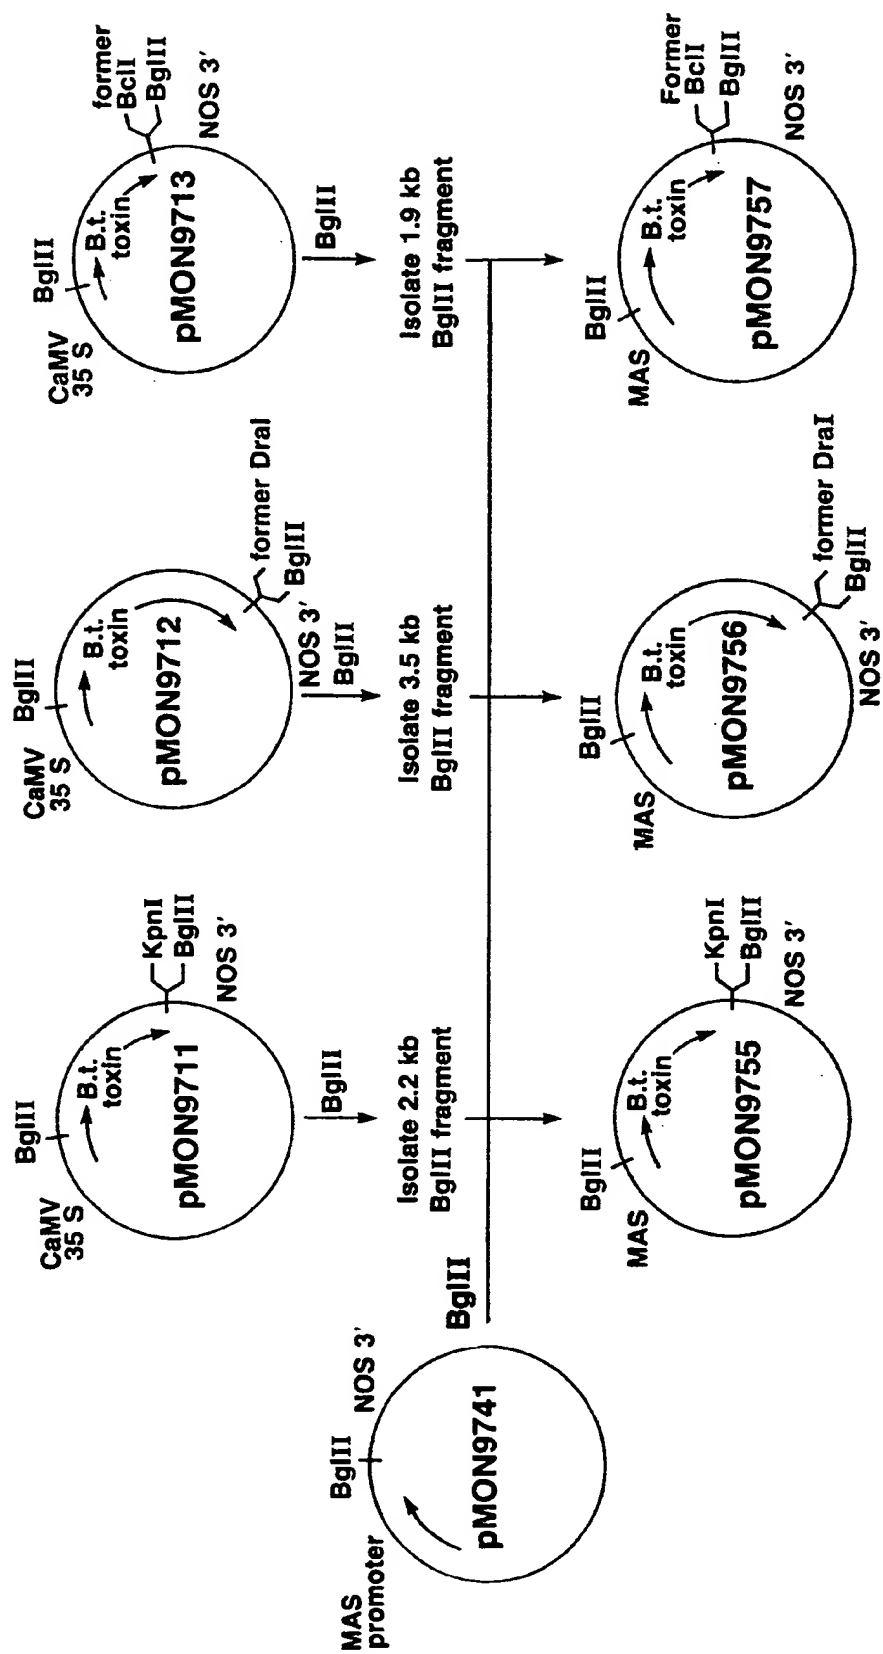 BglII
CaMV
35 S
B.t.
toxin
KpnI
BglII
NOS 3′
pMON9711
BglII
Isolate 2.2 kb
BglII fragment
BglII
CaMV
35 S
B.t.
toxin
former DraI
BglII
NOS 3′
pMON9712
BglII
Isolate 3.5 kb
BglII fragment
BglII
CaMV
35 S
B.t.
toxin
former
BclI
BglII
NOS 3′
pMON9713
BglII
Isolate 1.9 kb
BglII fragment
MAS
promoter
BglII
NOS 3′
pMON9741
BglII
BglII
MAS
B.t.
toxin
KpnI
BglII
NOS 3′
pMON9755
BglII
MAS
B.t.
toxin
former DraI
BglII
NOS 3′
pMON9756
BglII
MAS
B.t.
toxin
Former
BclI
BglII
NOS 3′
pMON9757